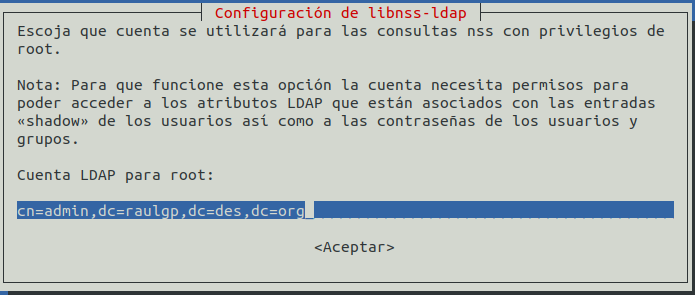 Configuración de libnss-ldap
Escoja que cuenta se utilizará para las consultas nss con privilegios de
root.
Nota: Para que funcione esta opción la cuenta necesita permisos para
poder acceder a los atributos LDAP que están asociados con las entradas
«shadow» de los usuarios así como a las contraseñas de los usuarios y
grupos.
Cuenta LDAP para root:
cn=admin,dc=raulgp,dc=des,dc=org
<Aceptar>